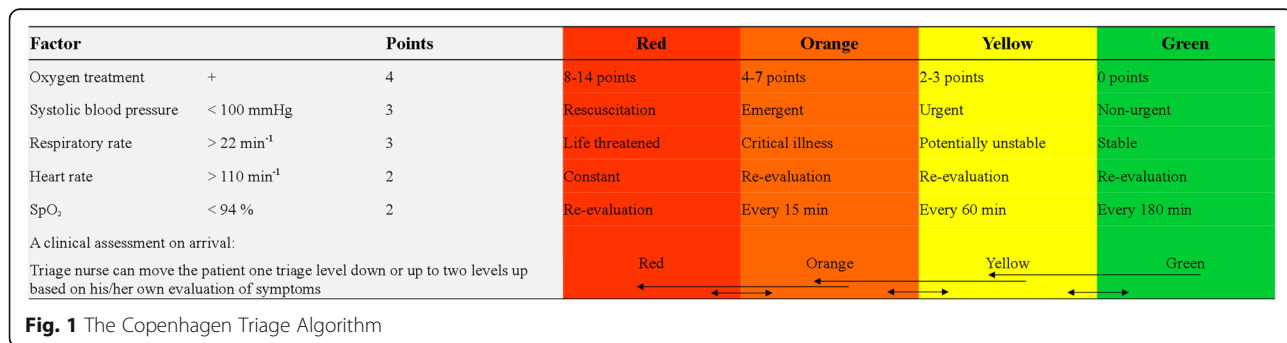 Factor Points Red Orange Yellow Green
Oxygen treatment + 4 8-14 points 4-7 points 2-3 points 0 points
Systolic blood pressure < 100 mmHg 3 Rescuscitation Emergent Urgent Non-urgent
Respiratory rate > 22 min⁻¹ 3 Life threatened Critical illness Potentially unstable Stable
Heart rate > 110 min⁻¹ 2 Constant Re-evaluation Re-evaluation Re-evaluation
SpO₂ < 94 % 2 Re-evaluation Every 15 min Every 60 min Every 180 min
A clinical assessment on arrival:
Red Orange Yellow Green
Triage nurse can move the patient one triage level down or up to two levels up
based on his/her own evaluation of symptoms
Fig. 1 The Copenhagen Triage Algorithm